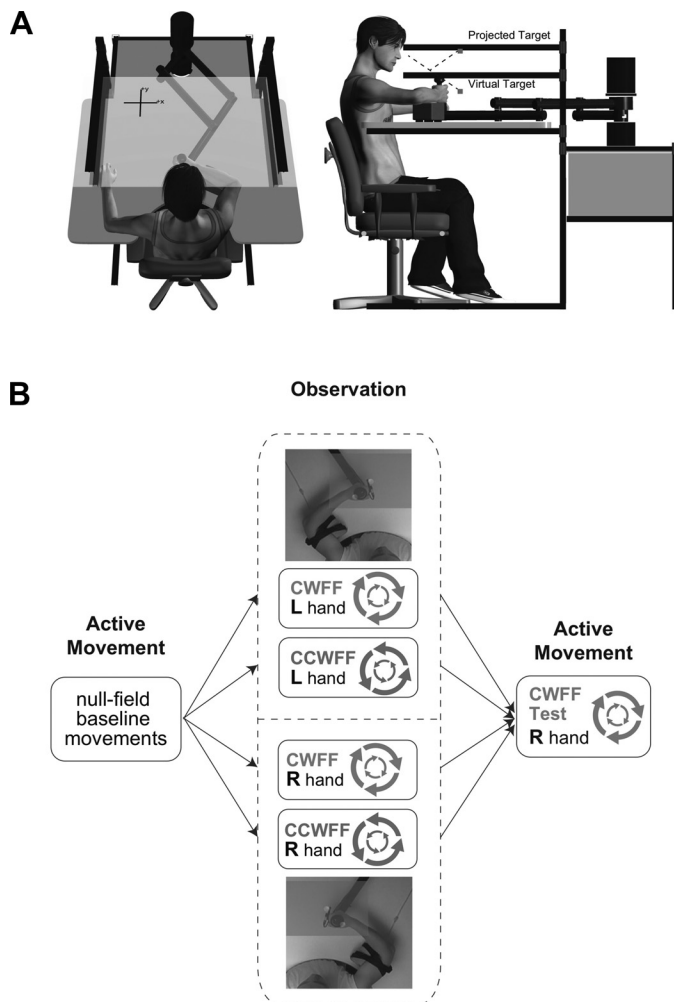 A
Projected Target
Virtual Target
+y
+x
B
Observation
CWFF
L hand
CCWFF
L hand
Active
Movement
null-field
baseline
movements
CWFF
R hand
CCWFF
R hand
Active
Movement
CWFF
Test
R hand